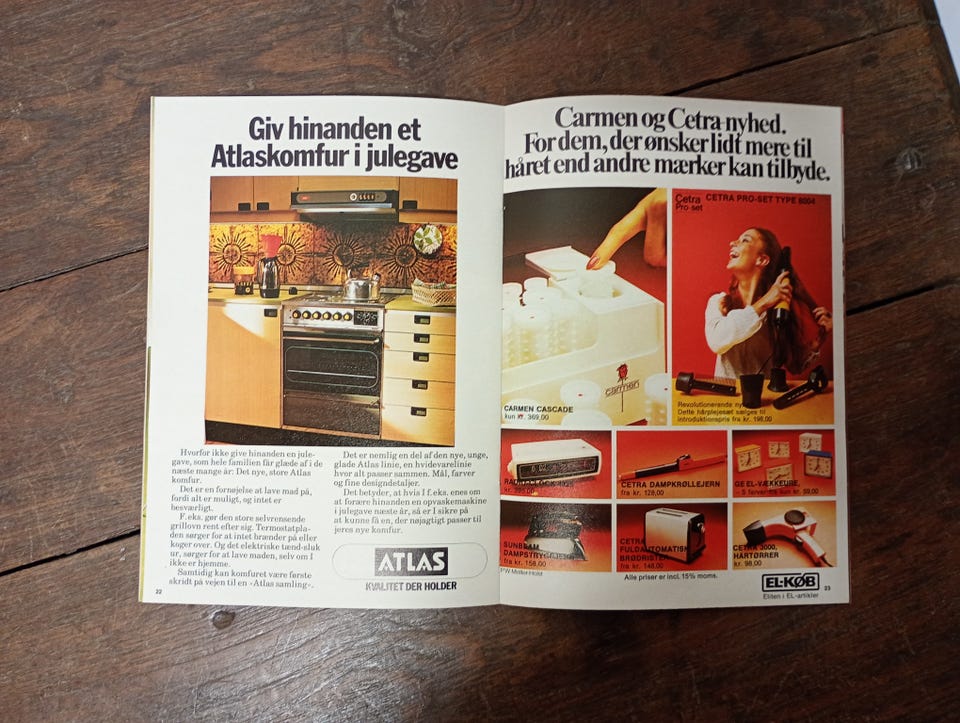 Giv hinanden et
Atlaskomfur i julegave
Hvorfor ikke give hinanden en jule-
gave, som hele familien får glæde af i de
næste mange år: Det nye, store Atlas
komfur.
Det er en fornøjelse at lave mad på,
fordi alt er muligt, og intet er
besværligt.
F. eks. gør den store selvrensende
grillovn rent efter sig. Termostatpla-
den sørger for at intet brænder på eller
koger over. Og det elektriske tænd-sluk
ur, sørger for at lave maden, selv om I
ikke er hjemme.
Samtidig kan komfuret være første
skridt på vejen til en »Atlas samling«.
Det er nemlig en del af den nye, unge,
glade Atlas linie, en hvidevarelinie
hvor alt passer sammen. Mål, farver
og fine designdetaljer.
Det betyder, at hvis I f. eks. enes om
at forære hinanden en opvaskemaskine
i julegave næste år, så er I sikre på
at kunne få en, der nøjagtigt passer til
jeres nye komfur.
ATLAS
KVALITET DER HOLDER
22
Carmen og Cetra-nyhed.
For dem, der ønsker lidt mere til
håret end andre mærker kan tilbyde.
carmen
CARMEN CASCADE
kun kr. 369,00
Cetra
Pro-set
CETRA PRO-SET TYPE 8004
Revolutionerende
Dette hårplejesæt sælges til
introduktionspris fra kr. 198,00
CETRA DAMPKRØLLEJERN
fra kr. 128,00
GE EL-VÆKKEURE,
SUNBEAM
DAMPSTRYGEJERN
fra kr. 158,00
CETRA
FULDAUTOMATISK
BRØDRISTER
fra kr. 148,00
CETRA 3000,
HÅRTØRRER
kr. 98,00
Alle priser er incl. 15% moms.
EL-KØB
Eliten i EL-artikler
23